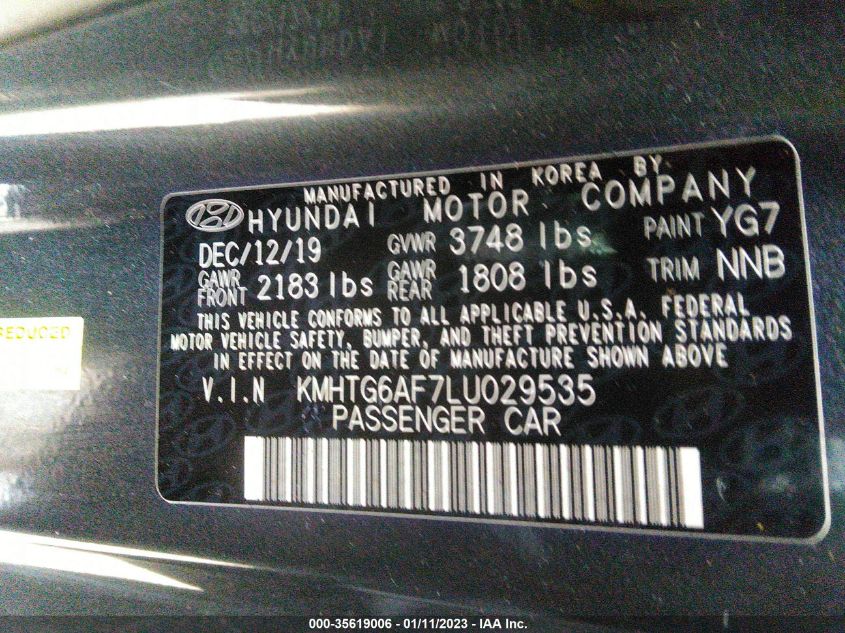 MANUFACTURED IN KOREA BY
HYUNDAI MOTOR COMPANY
DEC/12/19 GVWR 3748 lbs PAINT YG7
GAWR FRONT 2183 lbs GAWR REAR 1808 lbs TRIM NNB
THIS VEHICLE CONFORMS TO ALL APPLICABLE U.S.A. FEDERAL
MOTOR VEHICLE SAFETY, BUMPER, AND THEFT PREVENTION STANDARDS
IN EFFECT ON THE DATE OF MANUFACTURE SHOWN ABOVE
V.I.N KMHTG6AF7LU029535
PASSENGER CAR
REDUCED
000-35619006 - 01/11/2023 - IAA Inc.